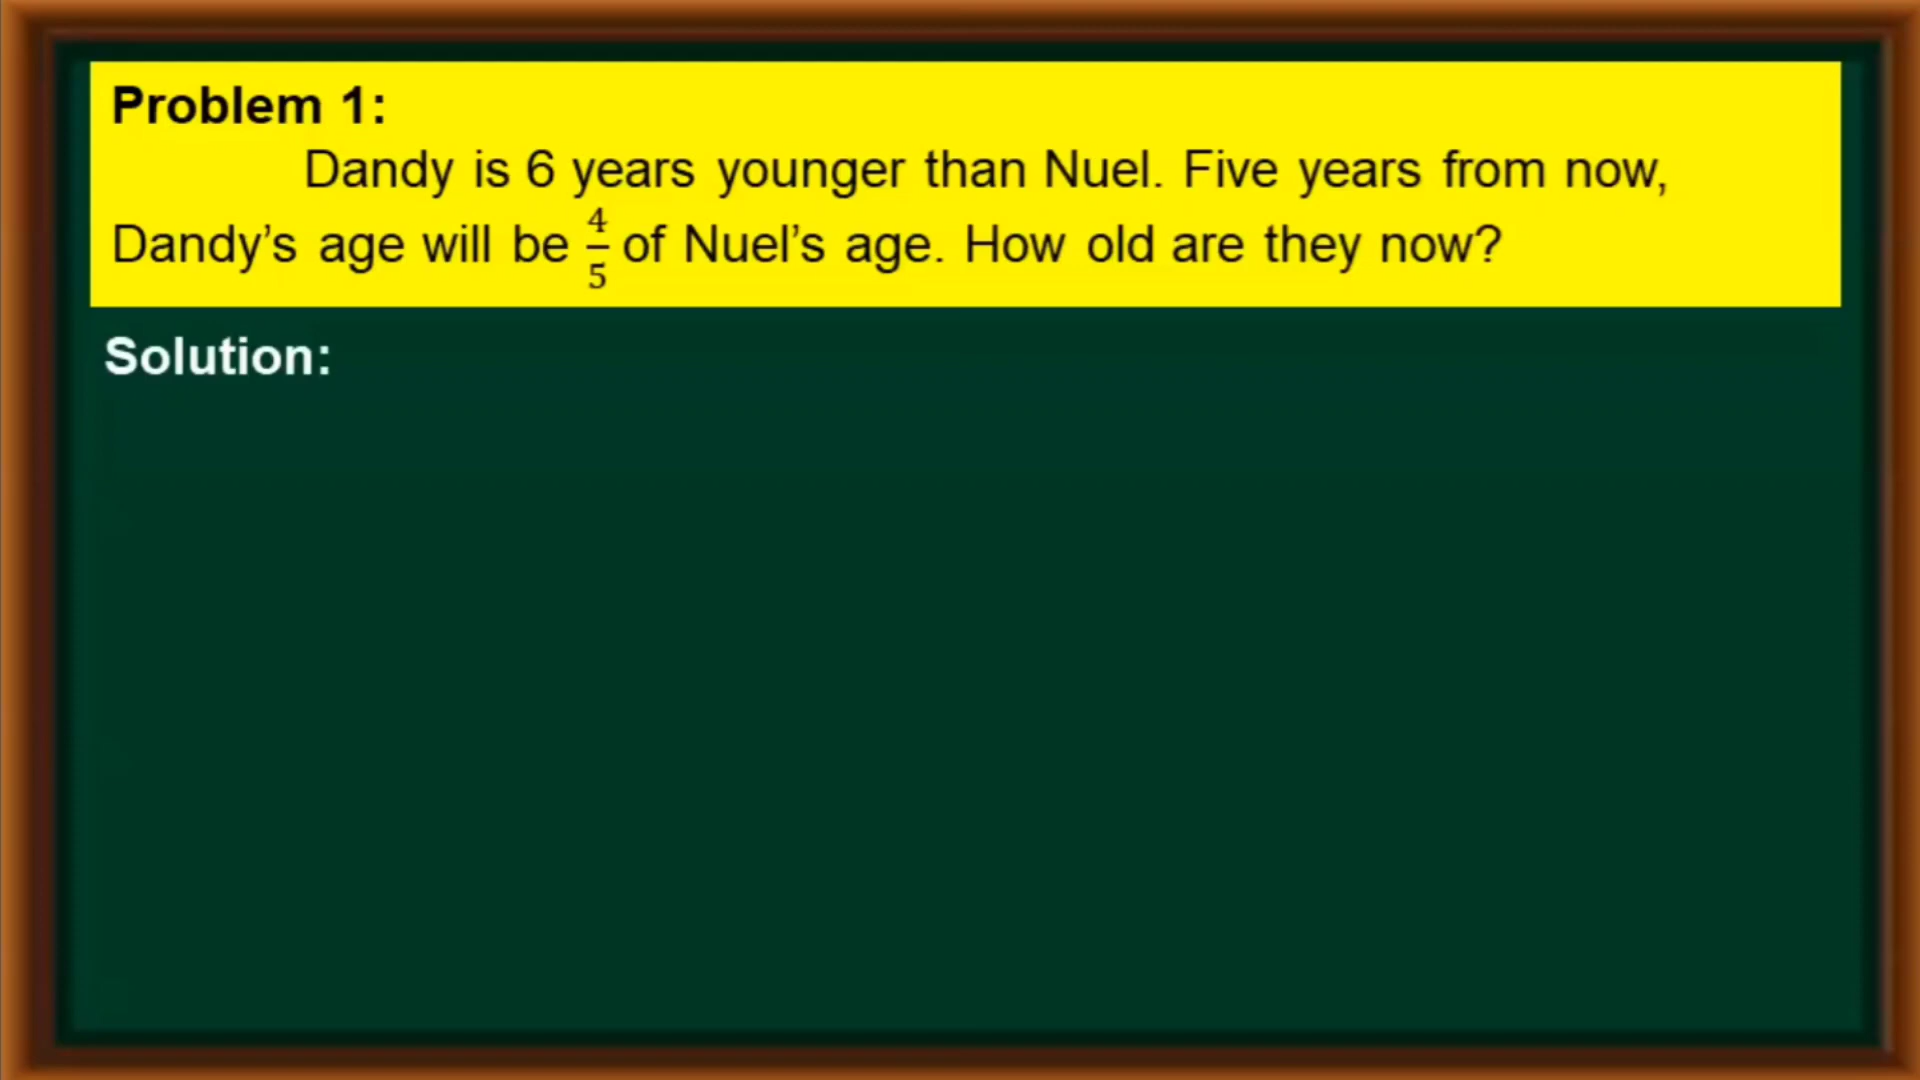 Problem 1:
Dandy is 6 years younger than Nuel. Five years from now,
Dandy’s age will be 4/5 of Nuel’s age. How old are they now?
Solution: